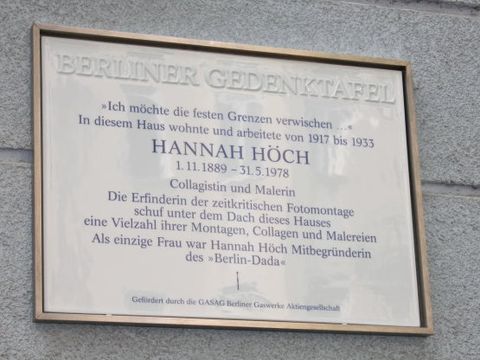 BERLINER GEDENKTAFEL
»Ich möchte die festen Grenzen verwischen ...«
In diesem Haus wohnte und arbeitete von 1917 bis 1933
HANNAH HÖCH
1.11.1889 – 31.5.1978
Collagistin und Malerin
Die Erfinderin der zeitkritischen Fotomontage
schuf unter dem Dach dieses Hauses
eine Vielzahl ihrer Montagen, Collagen und Malereien
Als einzige Frau war Hannah Höch Mitbegründerin
des »Berlin-Dada«
Gefördert durch die GASAG Berliner Gaswerke Aktiengesellschaft